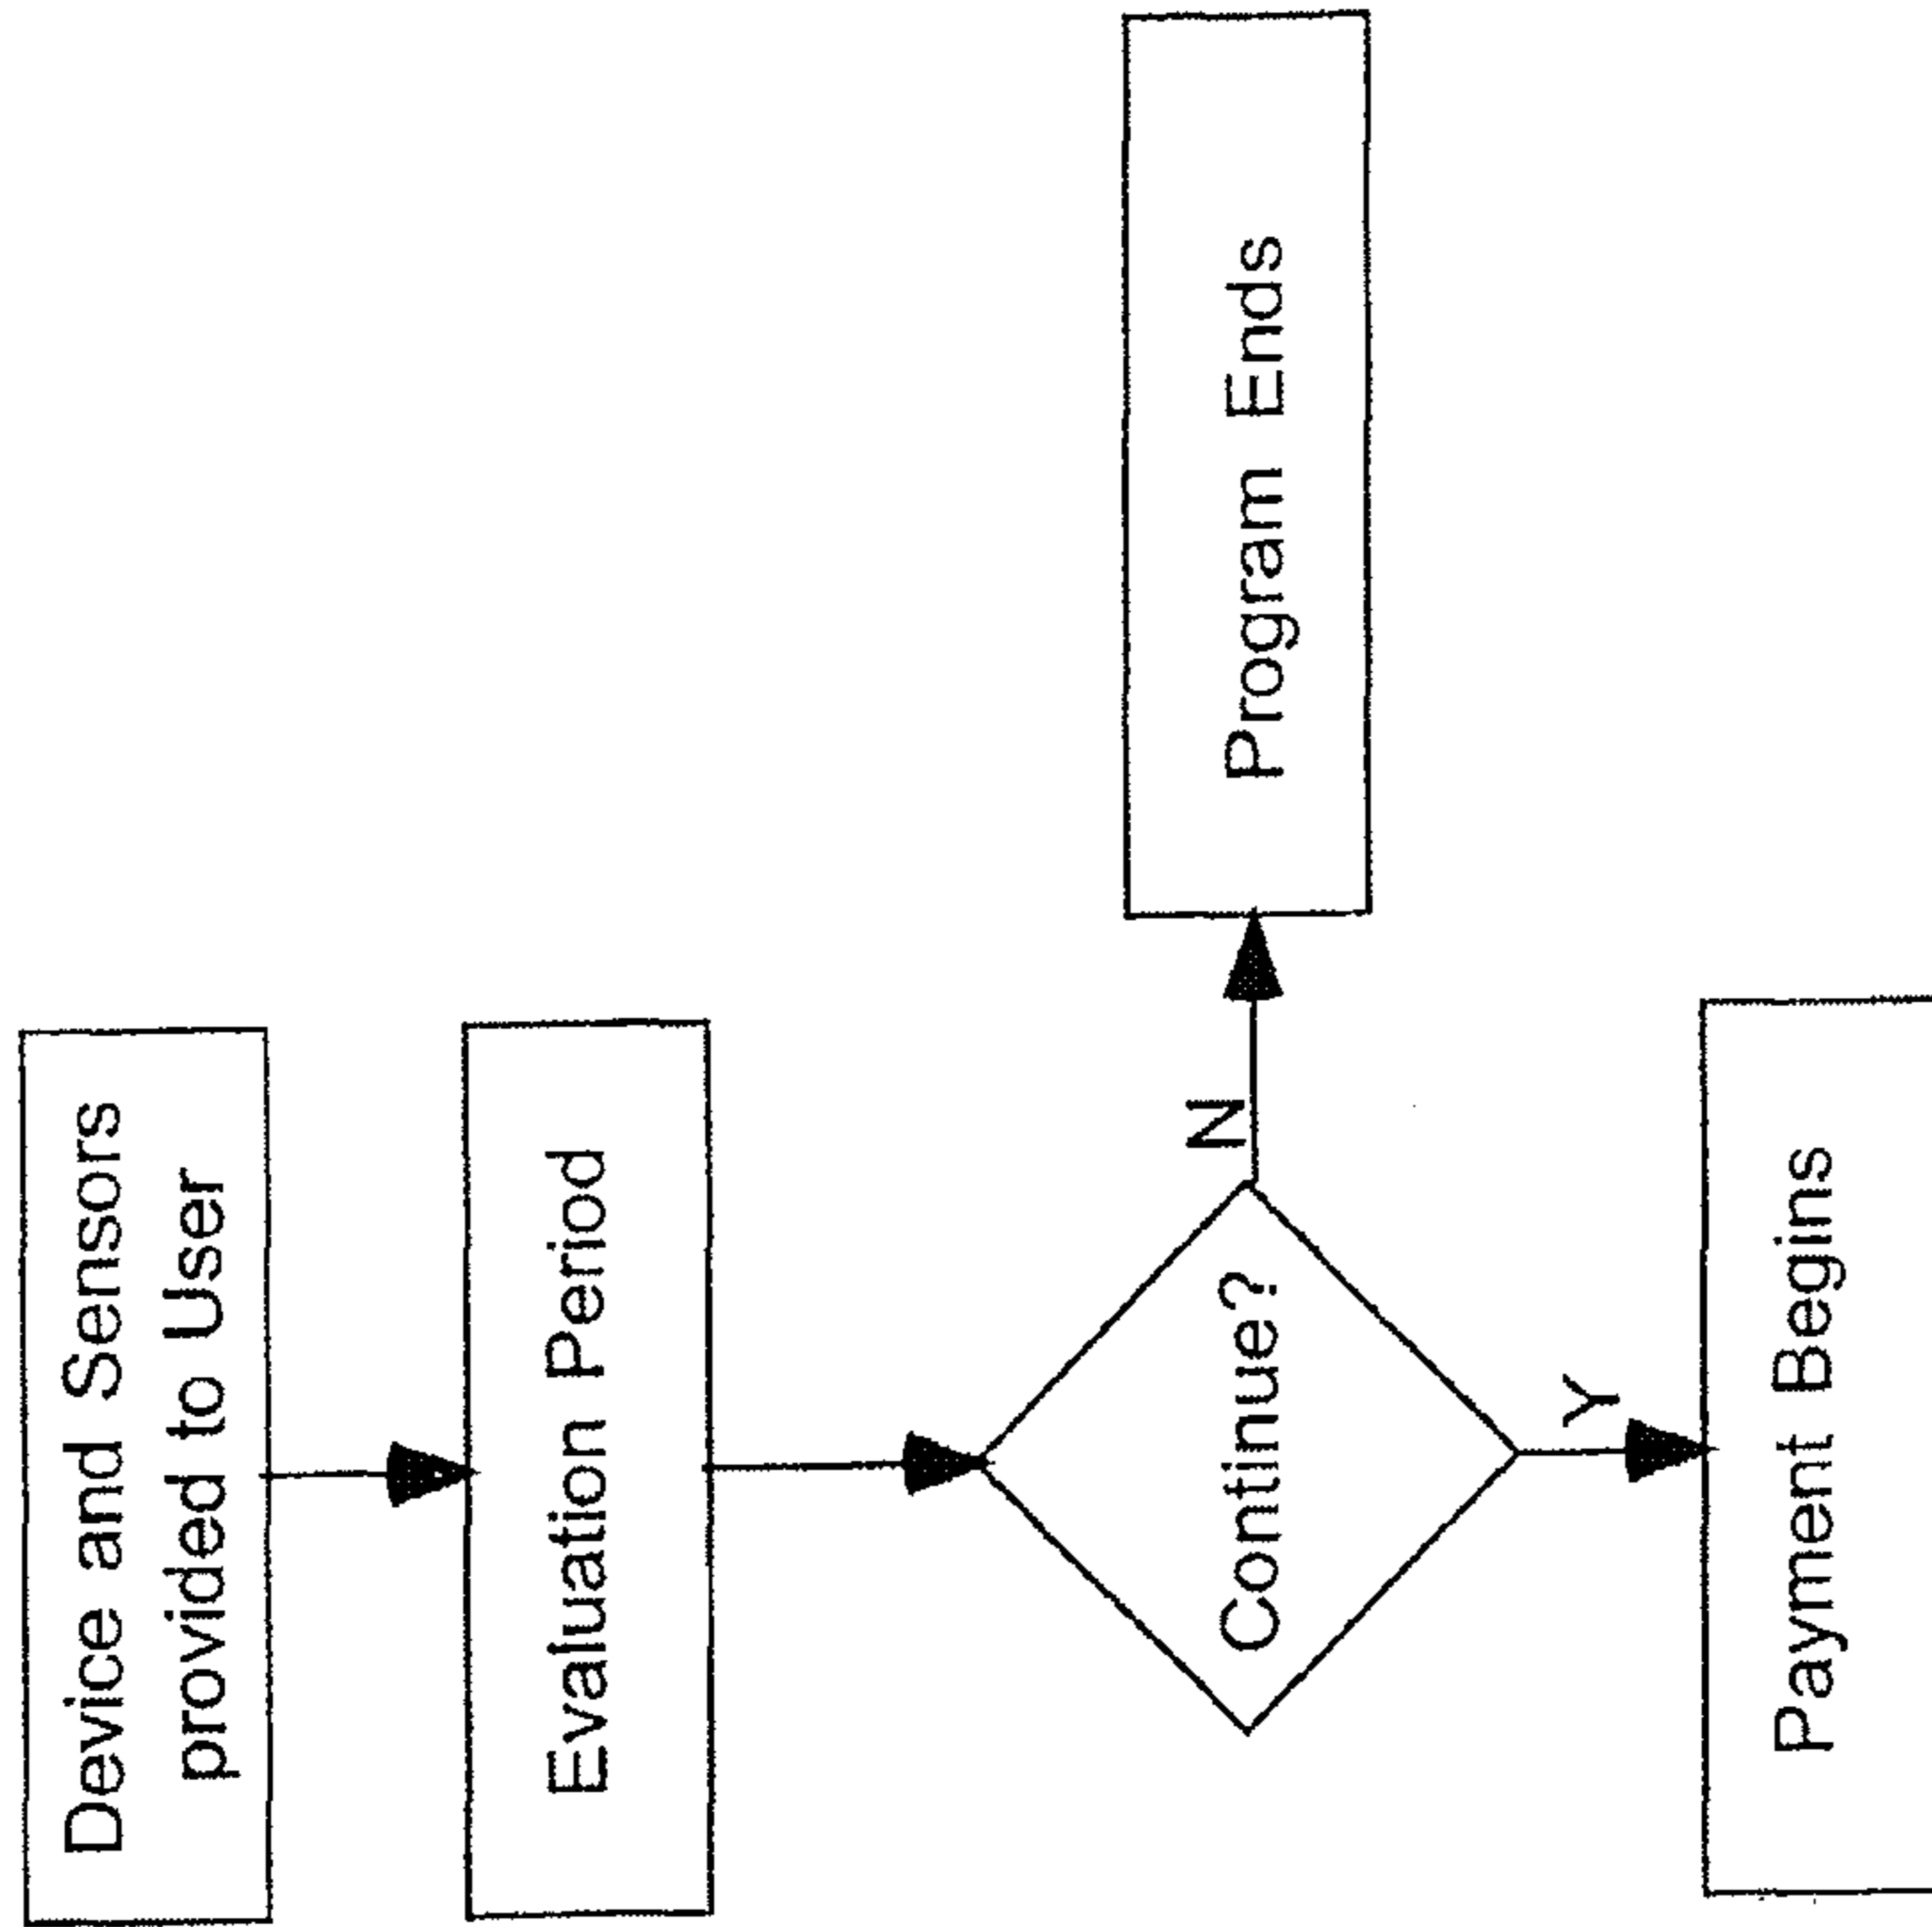 Device and Sensors
provided to User
Evaluation Period
Continue?
N
Program Ends
Y
Payment Begins